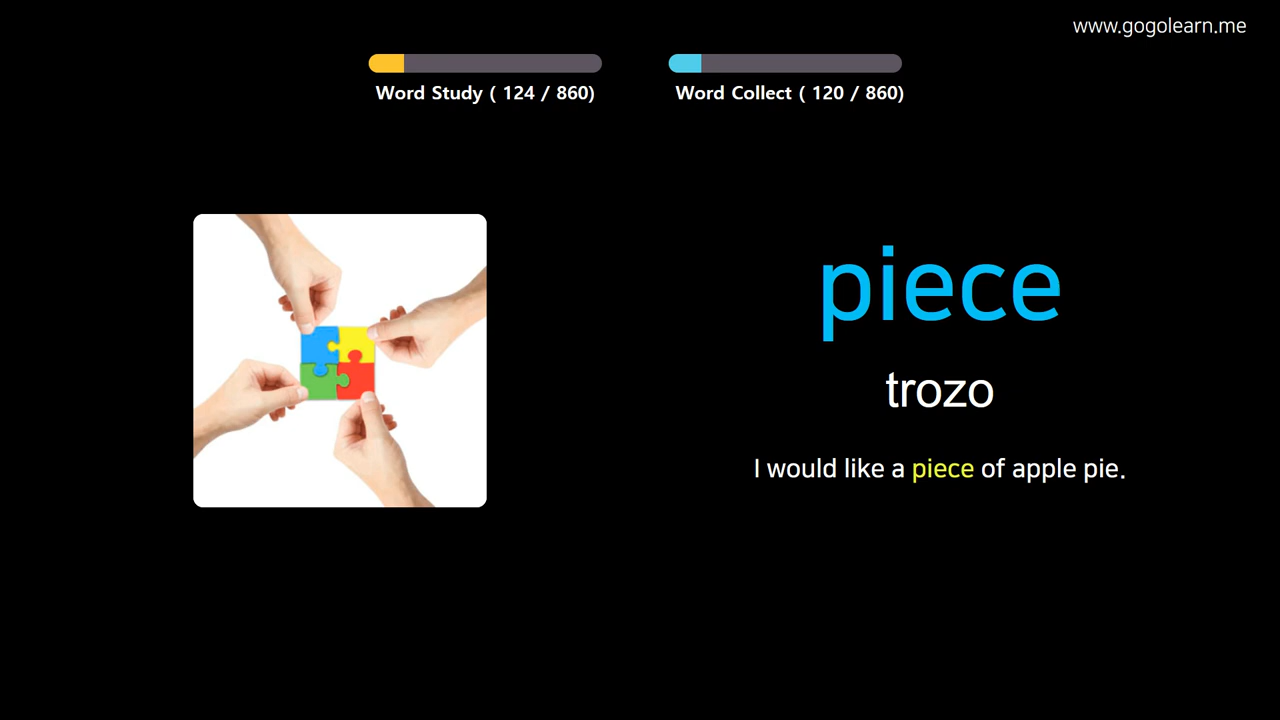 www.gogolearn.me
Word Study ( 124 / 860)
Word Collect ( 120 / 860)
piece
trozo
I would like a piece of apple pie.